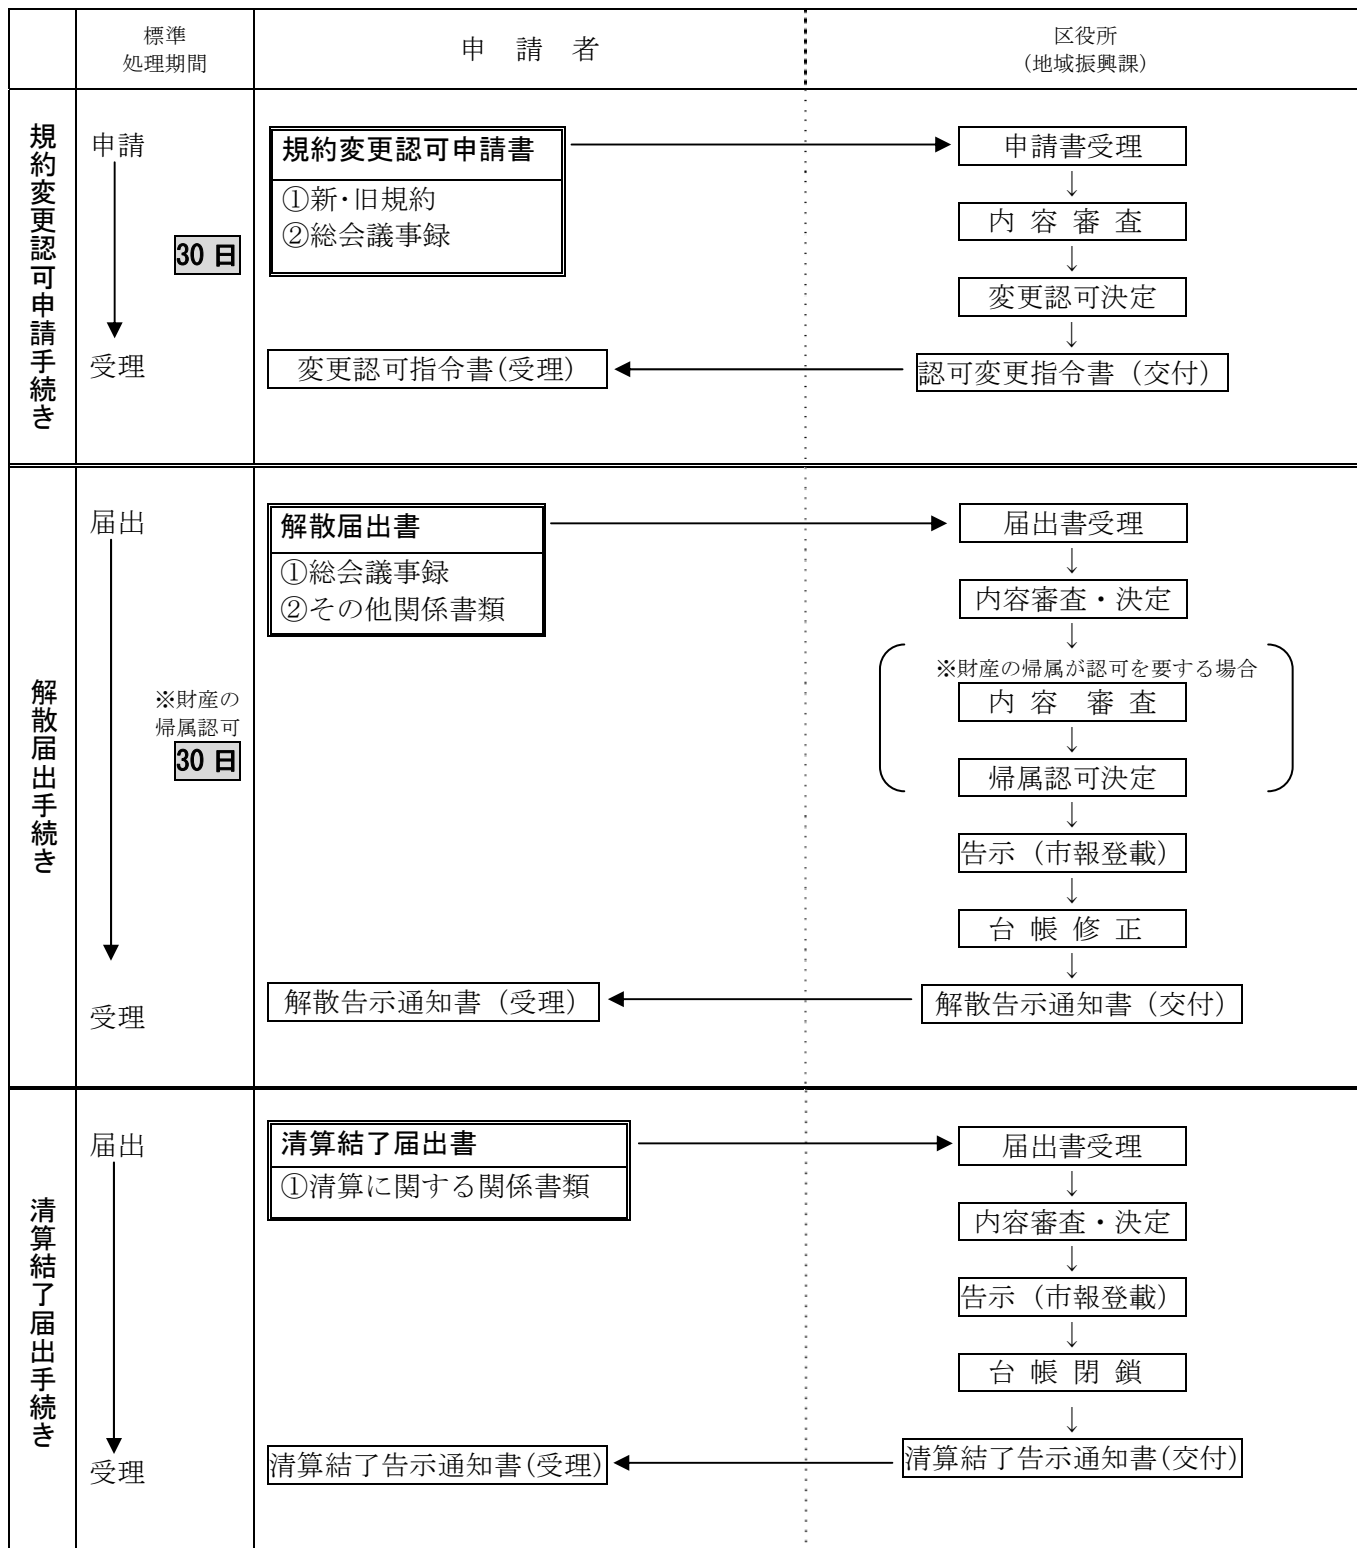 標準
処理期間
申　請　者
区役所
（地域振興課）
規約変更認可申請手続き
申請
30 日
受理
規約変更認可申請書
①新・旧規約
②総会議事録
申請書受理
↓
内 容 審 査
↓
変更認可決定
↓
変更認可指令書(受理)
認可変更指令書（交付）
解散届出手続き
届出
※財産の
帰属認可
30 日
受理
解散届出書
①総会議事録
②その他関係書類
届出書受理
↓
内容審査・決定
↓
※財産の帰属が認可を要する場合
内 容　審 査
↓
帰属認可決定
↓
告示（市報登載）
↓
台 帳 修 正
↓
解散告示通知書（受理）
解散告示通知書（交付）
清算結了届出手続き
届出
受理
清算結了届出書
①清算に関する関係書類
届出書受理
↓
内容審査・決定
↓
告示（市報登載）
↓
台 帳 閉 鎖
↓
清算結了告示通知書(受理)
清算結了告示通知書(交付)